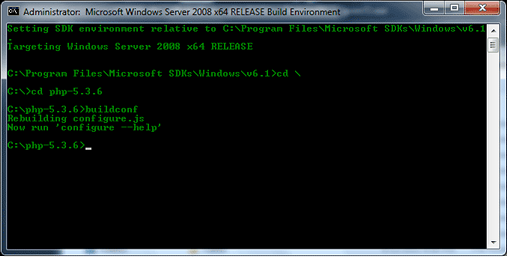 Administrator: Microsoft Windows Server 2008 x64 RELEASE Build Environment
Setting SDK environment relative to C:\Program Files\Microsoft SDKs\Windows\v6.1
.
Targeting Windows Server 2008 x64 RELEASE
C:\Program Files\Microsoft SDKs\Windows\v6.1>cd \
C:\>cd php-5.3.6
C:\php-5.3.6>buildconf
Rebuilding configure.js
Now run 'configure --help'
C:\php-5.3.6>